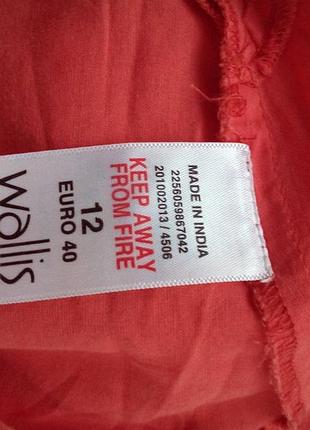 wallis
12
EURO 40
KEEP AWAY
FROM FIRE
MADE IN INDIA
2256059867042
201002013 / 4506